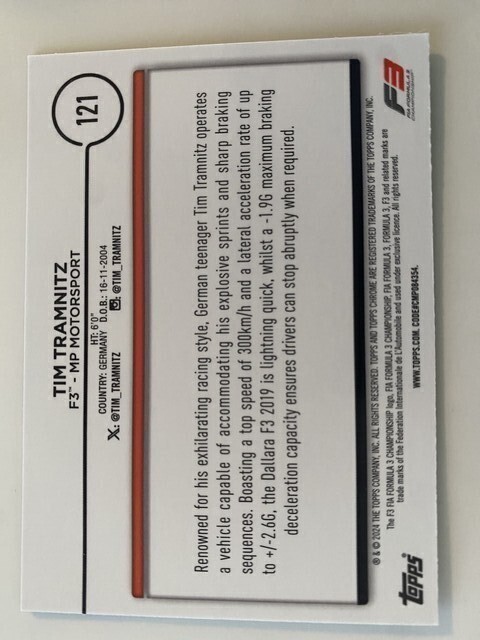 121
TIM TRAMNITZ
F3™ - MP MOTORSPORT
HT: 6'0"
COUNTRY: GERMANY D.O.B.: 16-11-2004
X: @TIM_TRAMNITZ @TIM_TRAMNITZ
Renowned for his exhilarating racing style, German teenager Tim Tramnitz operates
a vehicle capable of accommodating his explosive sprints and sharp braking
sequences. Boasting a top speed of 300km/h and a lateral acceleration rate of up
to +/-2.6G, the Dallara F3 2019 is lightning quick, whilst a -1.9G maximum braking
deceleration capacity ensures drivers can stop abruptly when required.
® & © 2024 THE TOPPS COMPANY, INC. ALL RIGHTS RESERVED. TOPPS AND TOPPS CHROME ARE REGISTERED TRADEMARKS OF THE TOPPS COMPANY, INC.
The F3 FIA FORMULA 3 CHAMPIONSHIP logo, FIA FORMULA 3 CHAMPIONSHIP, FIA FORMULA 3, FORMULA 3, F3 and related marks are
trade marks of the Federation Internationale de L'Automobile and used under exclusive licence. All rights reserved.
WWW.TOPPS.COM. CODE#CMP084354.
topps
F3
FIA FORMULA 3
CHAMPIONSHIP